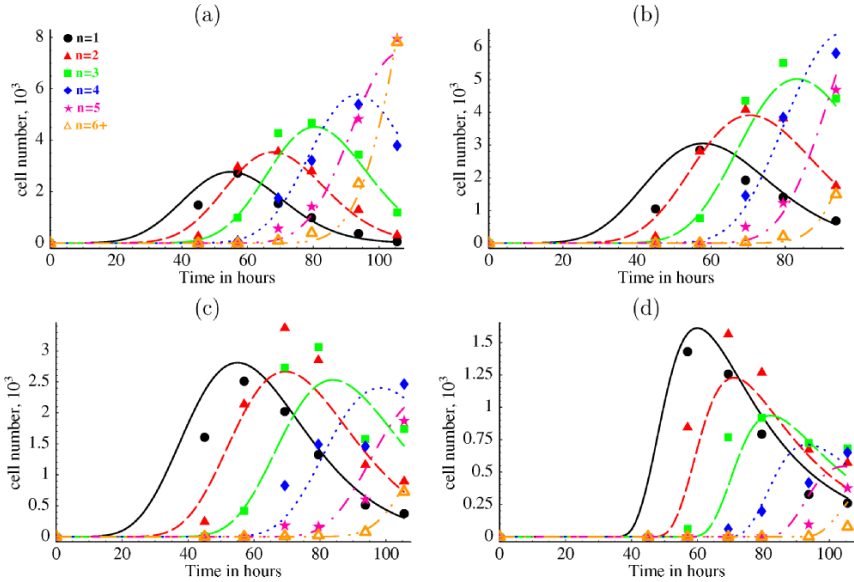 (a)
(b)
cell number, 10³
8
6
4
2
0
n=1
n=2
n=3
n=4
n=5
n=6+
0 20 40 60 80 100
Time in hours
cell number, 10³
6
5
4
3
2
1
0
0 20 40 60 80
Time in hours
(c)
(d)
cell number, 10³
3
2.5
2
1.5
1
0.5
0
0 20 40 60 80 100
Time in hours
cell number, 10³
1.5
1.25
1
0.75
0.5
0.25
0
0 20 40 60 80 100
Time in hours